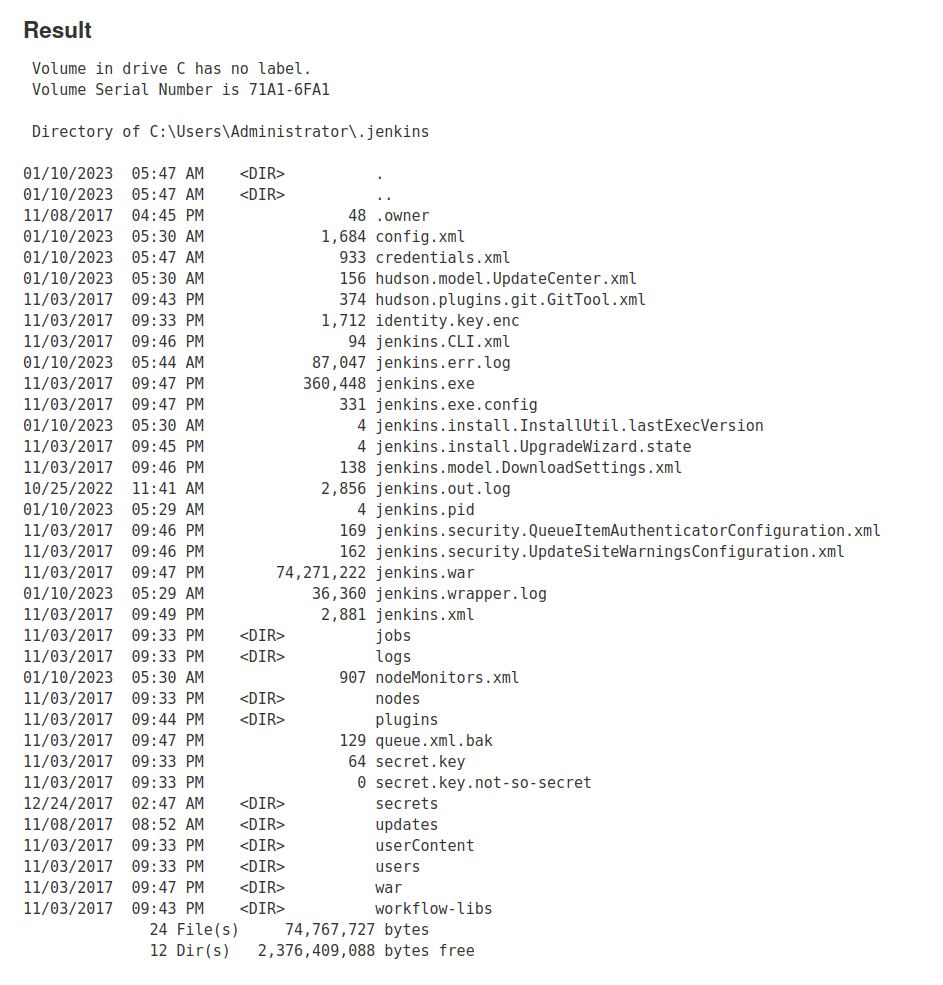 Result
Volume in drive C has no label.
Volume Serial Number is 71A1-6FA1
Directory of C:\Users\Administrator\.jenkins
01/10/2023  05:47 AM    <DIR>          .
01/10/2023  05:47 AM    <DIR>          ..
11/08/2017  04:45 PM                48 .owner
01/10/2023  05:30 AM             1,684 config.xml
01/10/2023  05:47 AM               933 credentials.xml
01/10/2023  05:30 AM               156 hudson.model.UpdateCenter.xml
11/03/2017  09:43 PM               374 hudson.plugins.git.GitTool.xml
11/03/2017  09:33 PM             1,712 identity.key.enc
11/03/2017  09:46 PM                94 jenkins.CLI.xml
01/10/2023  05:44 AM            87,047 jenkins.err.log
11/03/2017  09:47 PM           360,448 jenkins.exe
11/03/2017  09:47 PM               331 jenkins.exe.config
01/10/2023  05:30 AM                 4 jenkins.install.InstallUtil.lastExecVersion
11/03/2017  09:45 PM                 4 jenkins.install.UpgradeWizard.state
11/03/2017  09:46 PM               138 jenkins.model.DownloadSettings.xml
10/25/2022  11:41 AM             2,856 jenkins.out.log
01/10/2023  05:29 AM                 4 jenkins.pid
11/03/2017  09:46 PM               169 jenkins.security.QueueItemAuthenticatorConfiguration.xml
11/03/2017  09:46 PM               162 jenkins.security.UpdateSiteWarningsConfiguration.xml
11/03/2017  09:47 PM        74,271,222 jenkins.war
01/10/2023  05:29 AM            36,360 jenkins.wrapper.log
11/03/2017  09:49 PM             2,881 jenkins.xml
11/03/2017  09:33 PM    <DIR>          jobs
11/03/2017  09:33 PM    <DIR>          logs
01/10/2023  05:30 AM               907 nodeMonitors.xml
11/03/2017  09:33 PM    <DIR>          nodes
11/03/2017  09:44 PM    <DIR>          plugins
11/03/2017  09:47 PM               129 queue.xml.bak
11/03/2017  09:33 PM                64 secret.key
11/03/2017  09:33 PM                 0 secret.key.not-so-secret
12/24/2017  02:47 AM    <DIR>          secrets
11/08/2017  08:52 AM    <DIR>          updates
11/03/2017  09:33 PM    <DIR>          userContent
11/03/2017  09:33 PM    <DIR>          users
11/03/2017  09:47 PM    <DIR>          war
11/03/2017  09:43 PM    <DIR>          workflow-libs
24 File(s)     74,767,727 bytes
12 Dir(s)   2,376,409,088 bytes free